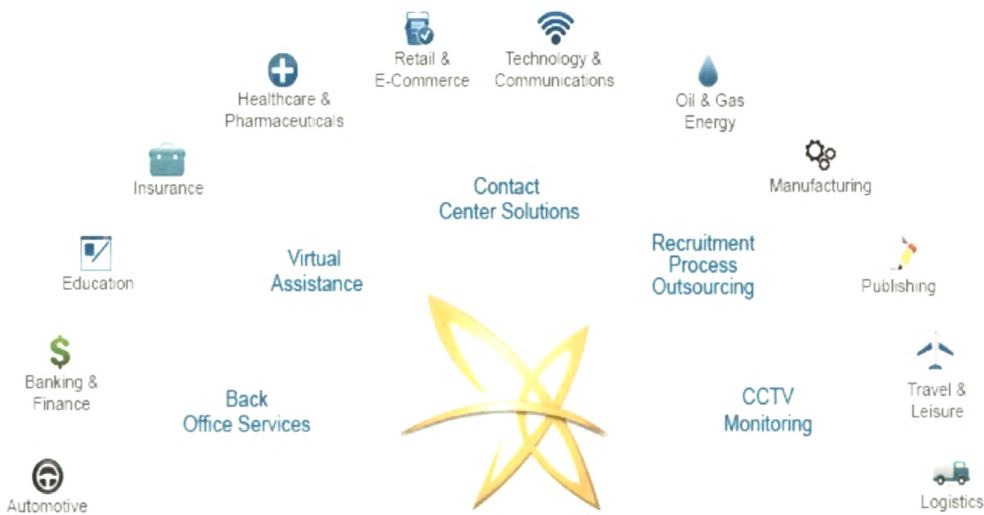 Retail &
E-Commerce
Technology &
Communications
Healthcare &
Pharmaceuticals
Oil & Gas
Energy
Insurance
Manufacturing
Contact
Center Solutions
Education
Virtual
Assistance
Recruitment
Process
Outsourcing
Publishing
Banking &
Finance
Back
Office Services
CCTV
Monitoring
Travel &
Leisure
Automotive
Logistics